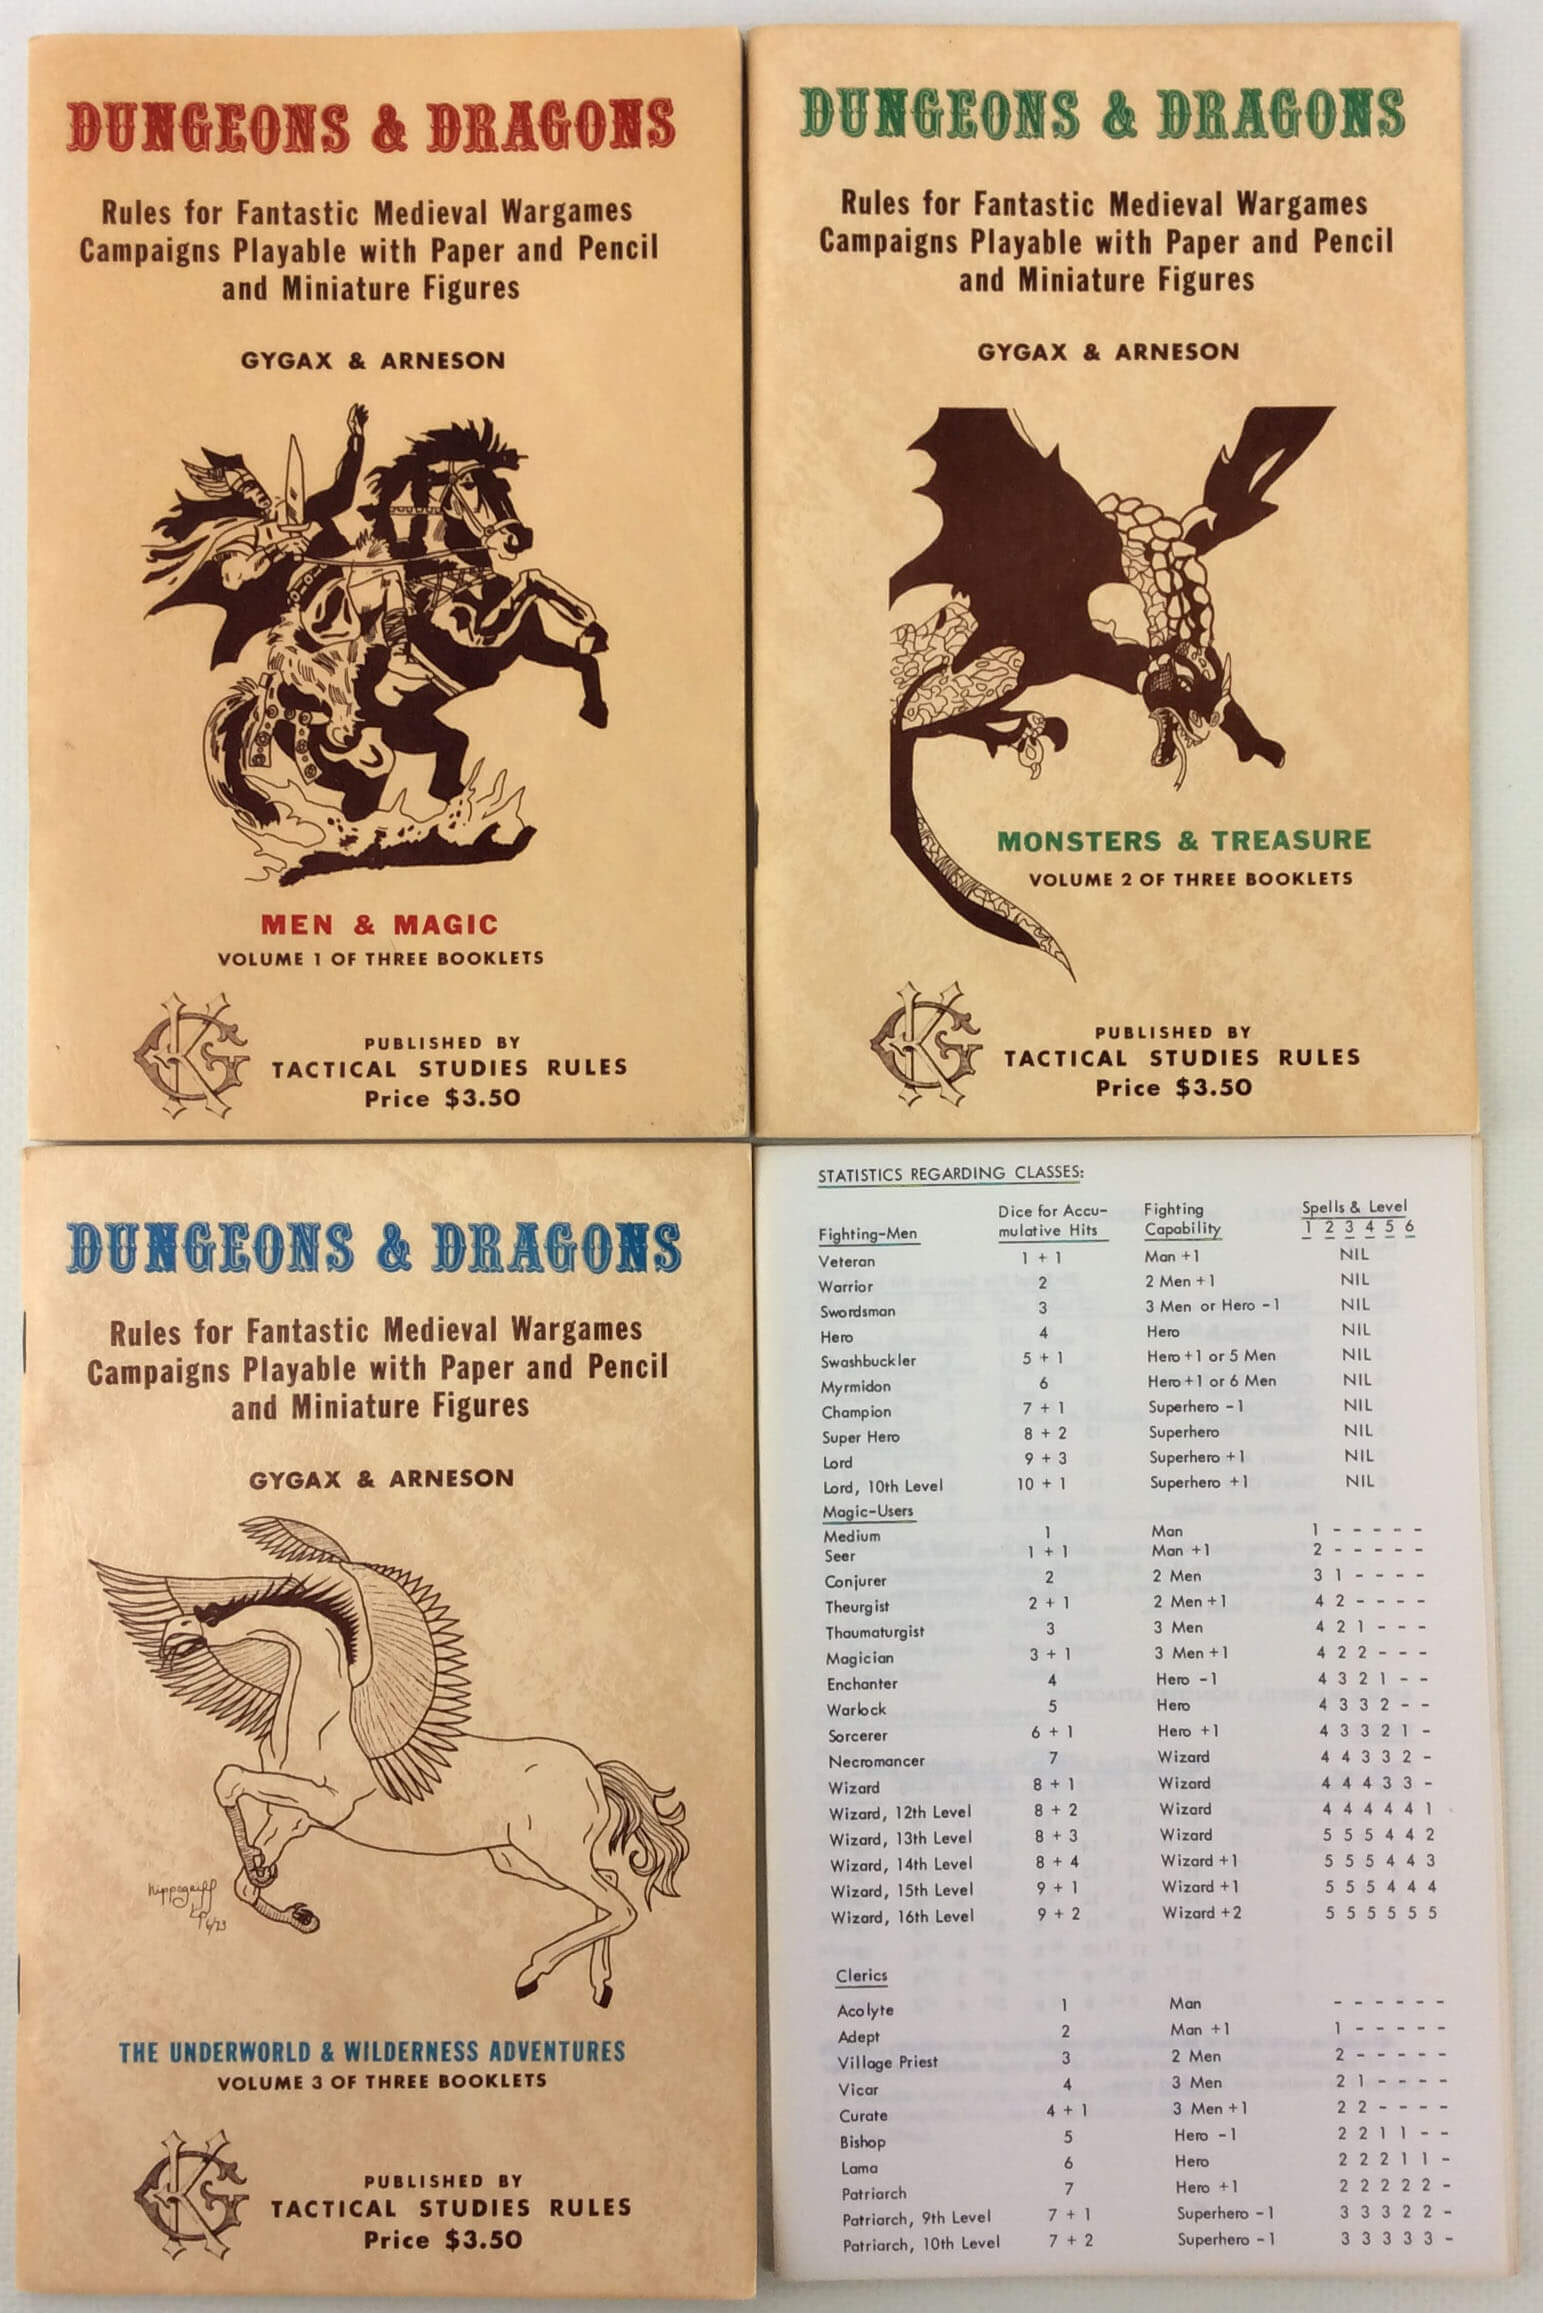 DUNGEONS & DRAGONS
Rules for Fantastic Medieval Wargames
Campaigns Playable with Paper and Pencil
and Miniature Figures
GYGAX & ARNESON
MEN & MAGIC
VOLUME 1 OF THREE BOOKLETS
GK
PUBLISHED BY
TACTICAL STUDIES RULES
Price $3.50
DUNGEONS & DRAGONS
Rules for Fantastic Medieval Wargames
Campaigns Playable with Paper and Pencil
and Miniature Figures
GYGAX & ARNESON
MONSTERS & TREASURE
VOLUME 2 OF THREE BOOKLETS
GK
PUBLISHED BY
TACTICAL STUDIES RULES
Price $3.50
DUNGEONS & DRAGONS
Rules for Fantastic Medieval Wargames
Campaigns Playable with Paper and Pencil
and Miniature Figures
GYGAX & ARNESON
hippogriff
THE UNDERWORLD & WILDERNESS ADVENTURES
VOLUME 3 OF THREE BOOKLETS
GK
PUBLISHED BY
TACTICAL STUDIES RULES
Price $3.50
STATISTICS REGARDING CLASSES:
Dice for Accu- Fighting Spells & Level
Fighting-Men mulative Hits Capability 1 2 3 4 5 6
Veteran 1 + 1 Man +1 NIL
Warrior 2 2 Men +1 NIL
Swordsman 3 3 Men or Hero -1 NIL
Hero 4 Hero NIL
Swashbuckler 5 + 1 Hero +1 or 5 Men NIL
Myrmidon 6 Hero +1 or 6 Men NIL
Champion 7 + 1 Superhero -1 NIL
Super Hero 8 + 2 Superhero NIL
Lord 9 + 3 Superhero +1 NIL
Lord, 10th Level 10 + 1 Superhero +1 NIL
Magic-Users
Medium 1 Man 1 - - - - -
Seer 1 + 1 Man +1 2 - - - - -
Conjurer 2 2 Men 3 1 - - - -
Theurgist 2 + 1 2 Men +1 4 2 - - - -
Thaumaturgist 3 3 Men 4 2 1 - - -
Magician 3 + 1 3 Men +1 4 2 2 - - -
Enchanter 4 Hero -1 4 3 2 1 - -
Warlock 5 Hero 4 3 3 2 - -
Sorcerer 6 + 1 Hero +1 4 3 3 2 1 -
Necromancer 7 Wizard 4 4 3 3 2 -
Wizard 8 + 1 Wizard 4 4 4 3 3 -
Wizard, 12th Level 8 + 2 Wizard 4 4 4 4 4 1
Wizard, 13th Level 8 + 3 Wizard 5 5 5 4 4 2
Wizard, 14th Level 8 + 4 Wizard +1 5 5 5 4 4 3
Wizard, 15th Level 9 + 1 Wizard +1 5 5 5 4 4 4
Wizard, 16th Level 9 + 2 Wizard +2 5 5 5 5 5 5
Clerics
Acolyte 1 Man - - - - - -
Adept 2 Man +1 1 - - - - -
Village Priest 3 2 Men 2 - - - - -
Vicar 4 3 Men 2 1 - - - -
Curate 4 + 1 3 Men +1 2 2 - - - -
Bishop 5 Hero -1 2 2 1 1 - -
Lama 6 Hero 2 2 2 1 1 -
Patriarch 7 Hero +1 2 2 2 2 2 -
Patriarch, 9th Level 7 + 1 Superhero -1 3 3 3 2 2 -
Patriarch, 10th Level 7 + 2 Superhero -1 3 3 3 3 3 -